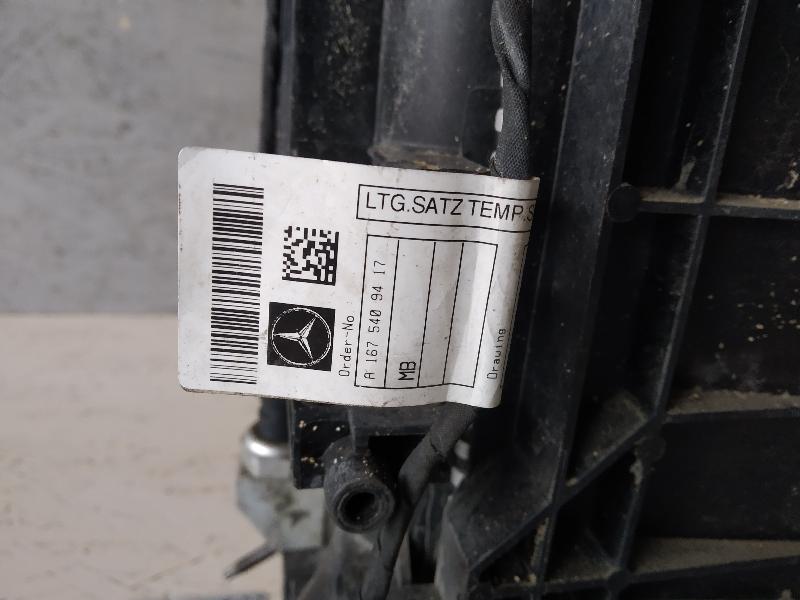 LTG.SATZ TEMP.S
Order-No
A 167 540 94 17
MB
Drawing